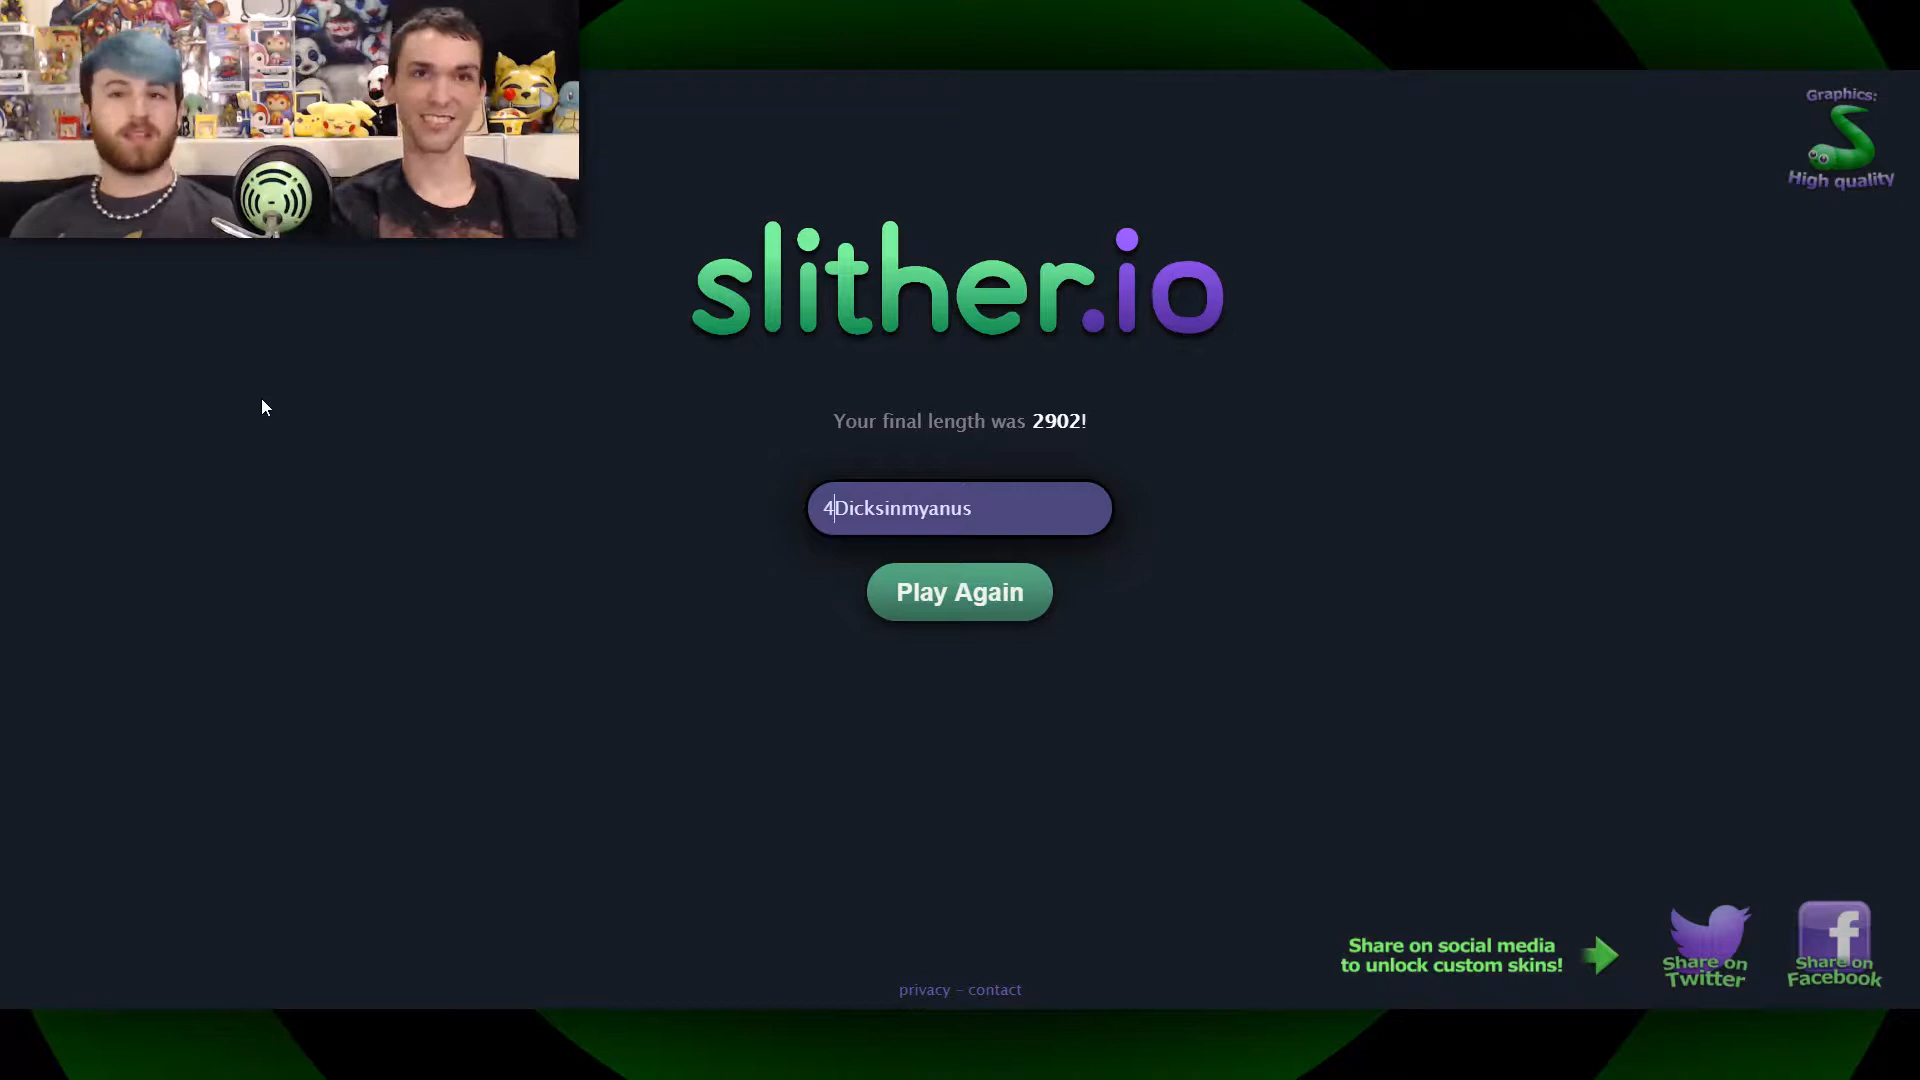 Graphics:
High quality
slither.io
Your final length was 2902!
4Dicksinmyanus
Play Again
Share on social media
to unlock custom skins!
Share on
Twitter
f
Share on
Facebook
privacy - contact